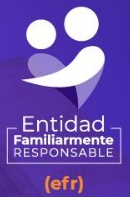 Entidad
Familiarmente
RESPONSABLE
(efr)